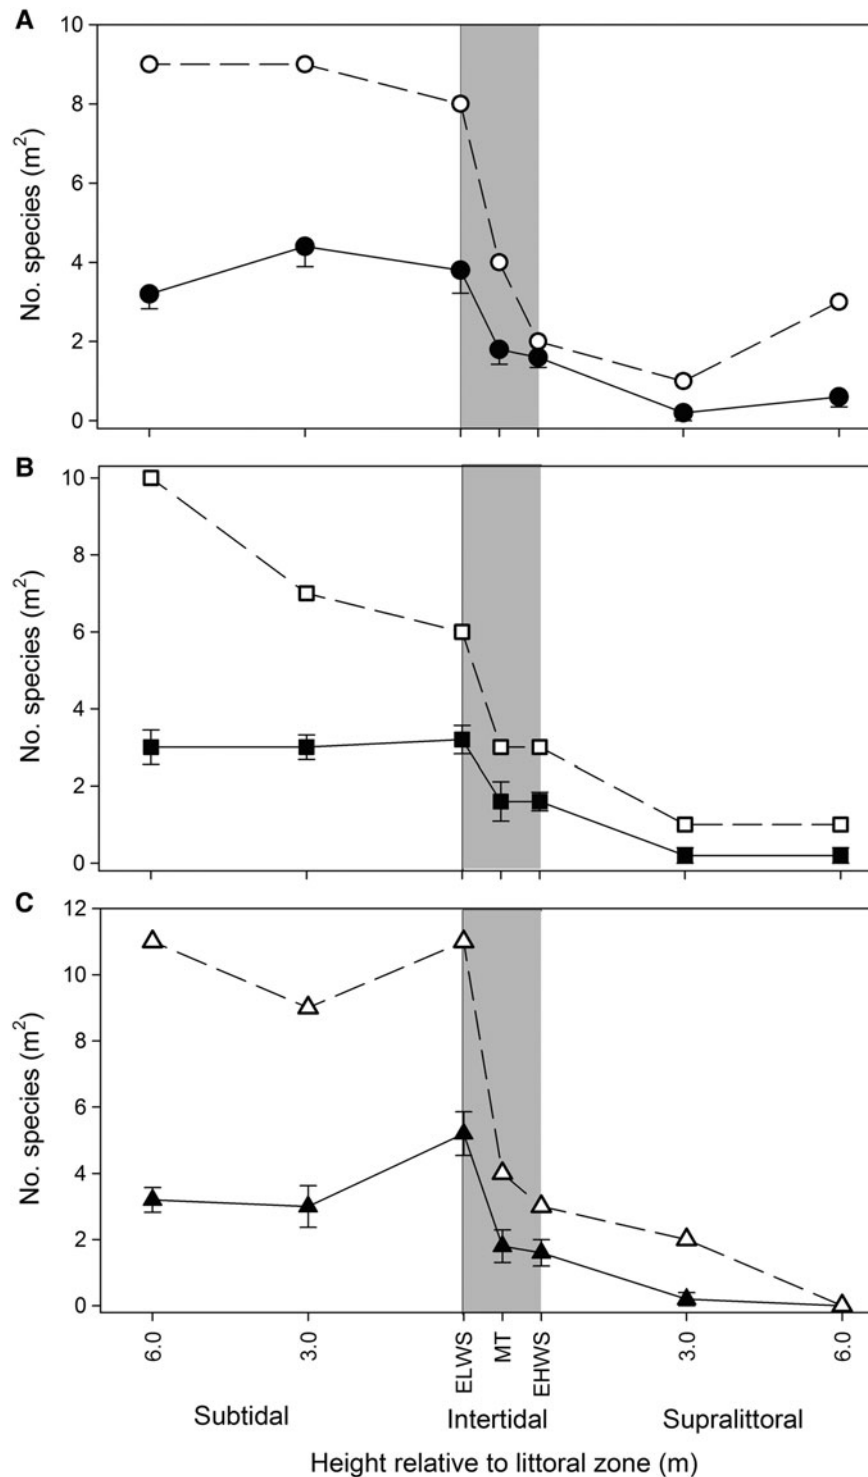 A
10
8
6
4
2
0
No. species (m²)
B
10
8
6
4
2
0
No. species (m²)
C
12
10
8
6
4
2
0
No. species (m²)
6.0
3.0
ELWS
MT
EHWS
3.0
6.0
Subtidal
Intertidal
Supralittoral
Height relative to littoral zone (m)